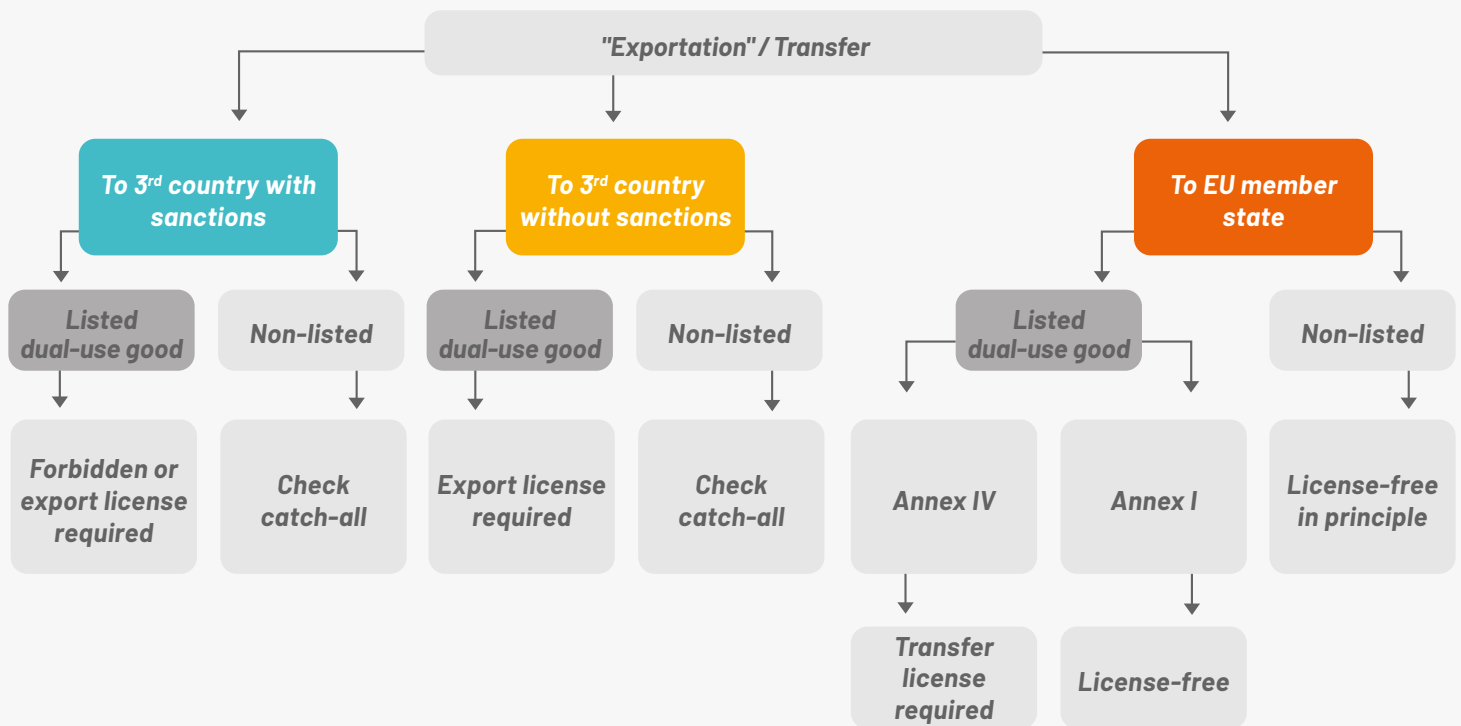 "Exportation" / Transfer
To 3rd country with
sanctions
To 3rd country
without sanctions
To EU member
state
Listed
dual-use good
Non-listed
Listed
dual-use good
Non-listed
Listed
dual-use good
Non-listed
Forbidden or
export license
required
Check
catch-all
Export license
required
Check
catch-all
Annex IV
Annex I
License-free
in principle
Transfer
license
required
License-free